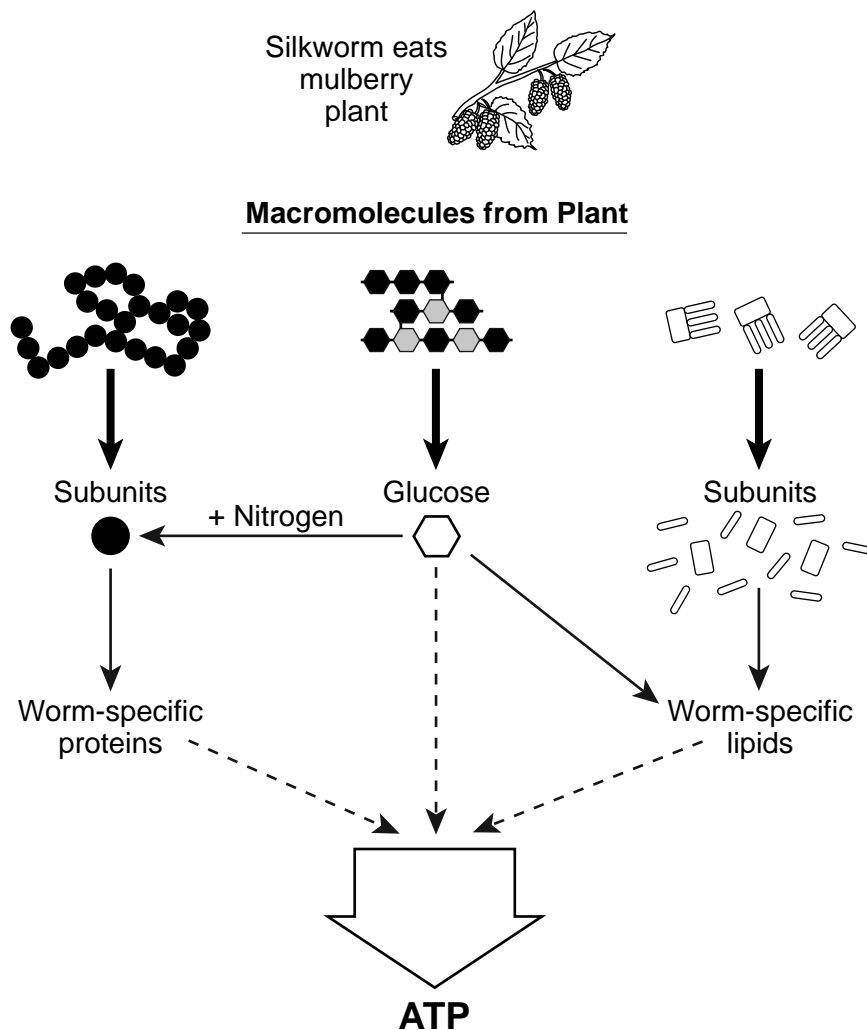 Silkworm eats
mulberry
plant
Macromolecules from Plant
Subunits
Glucose
Subunits
+ Nitrogen
Worm-specific
proteins
Worm-specific
lipids
ATP